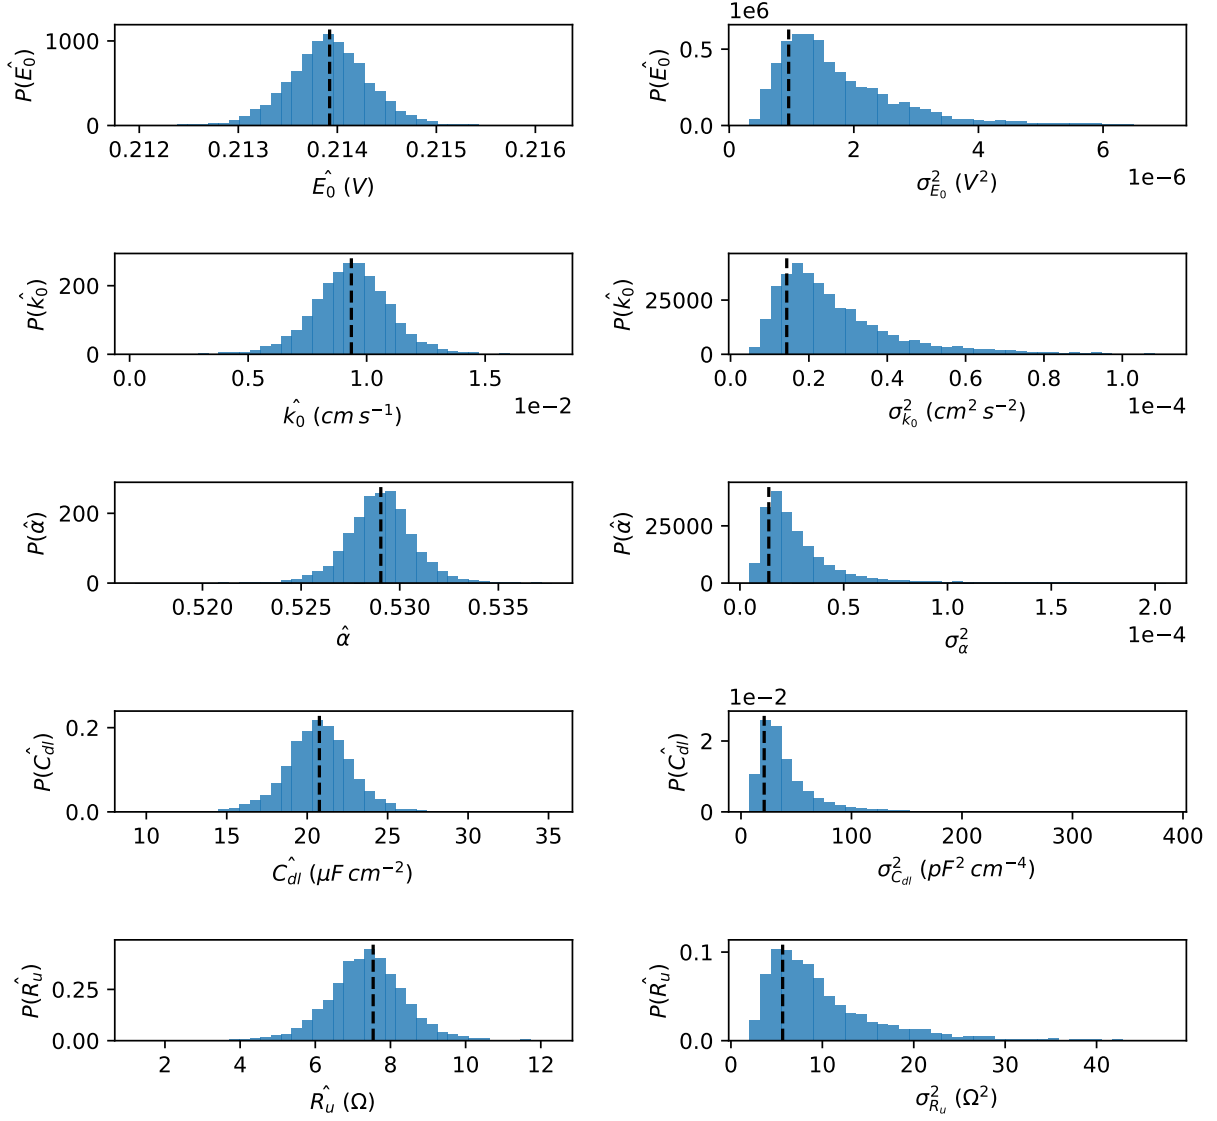 1e6
P(Ê₀)
1000
0
0.212 0.213 0.214 0.215 0.216
Ê₀ (V)
P(Ê₀)
0.5
0.0
0 2 4 6
1e−6
σ²_E₀ (V²)
P(k̂₀)
200
0
0.0 0.5 1.0 1.5
1e−2
k̂₀ (cm s⁻¹)
P(k̂₀)
25000
0
0.0 0.2 0.4 0.6 0.8 1.0
1e−4
σ²_k₀ (cm² s⁻²)
P(α̂)
200
0
0.520 0.525 0.530 0.535
α̂
P(α̂)
25000
0
0.0 0.5 1.0 1.5 2.0
1e−4
σ²_α
P(Ĉ_dl)
0.2
0.0
10 15 20 25 30 35
Ĉ_dl (μF cm⁻²)
1e−2
P(Ĉ_dl)
2
0
0 100 200 300 400
σ²_C_dl (pF² cm⁻⁴)
P(R̂ᵤ)
0.25
0.00
2 4 6 8 10 12
R̂ᵤ (Ω)
P(R̂ᵤ)
0.1
0.0
0 10 20 30 40
σ²_Rᵤ (Ω²)